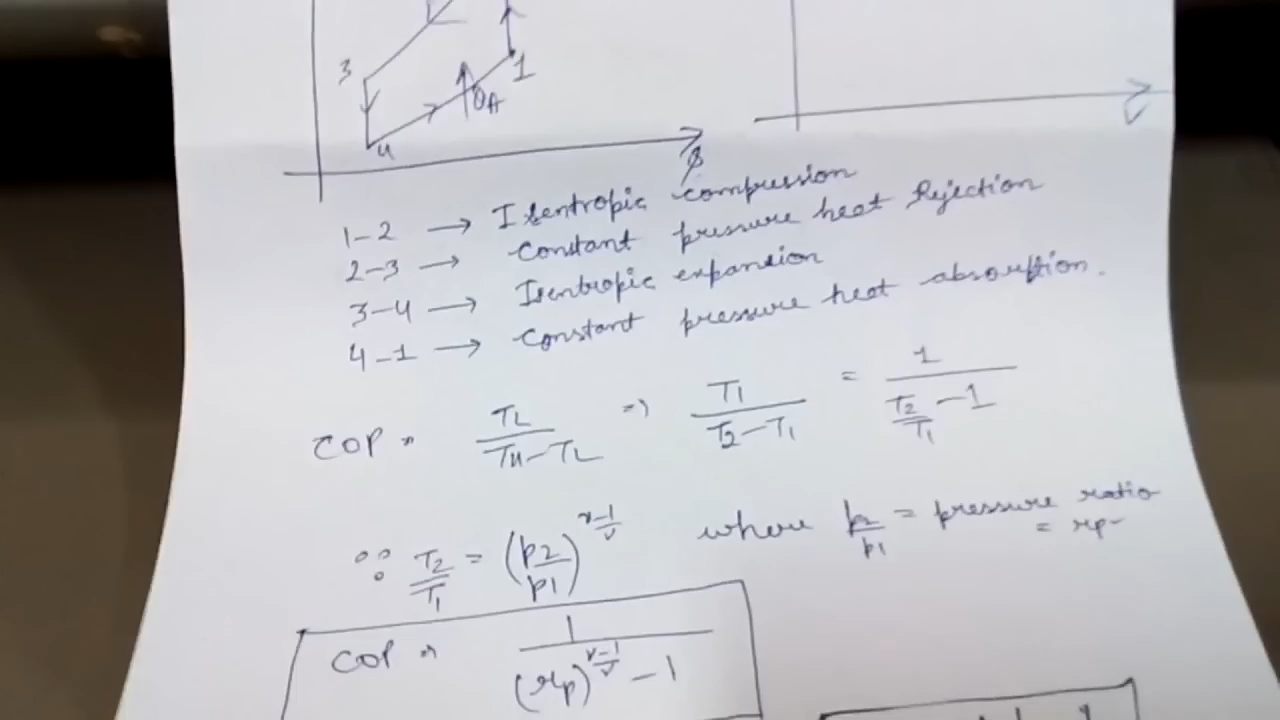 3
1
QA
4
s
1-2 → Isentropic compression
2-3 → Constant pressure heat Rejection
3-4 → Isentropic expansion
4-1 → Constant pressure heat absorption.
COP = TL / (TH - TL) ⇒ T1 / (T2 - T1) = 1 / (T2/T1 - 1)
∵ T2/T1 = (p2/p1)^(γ-1)/γ where p2/p1 = pressure ratio
= rp
COP = 1 / ((rp)^(γ-1)/γ - 1)